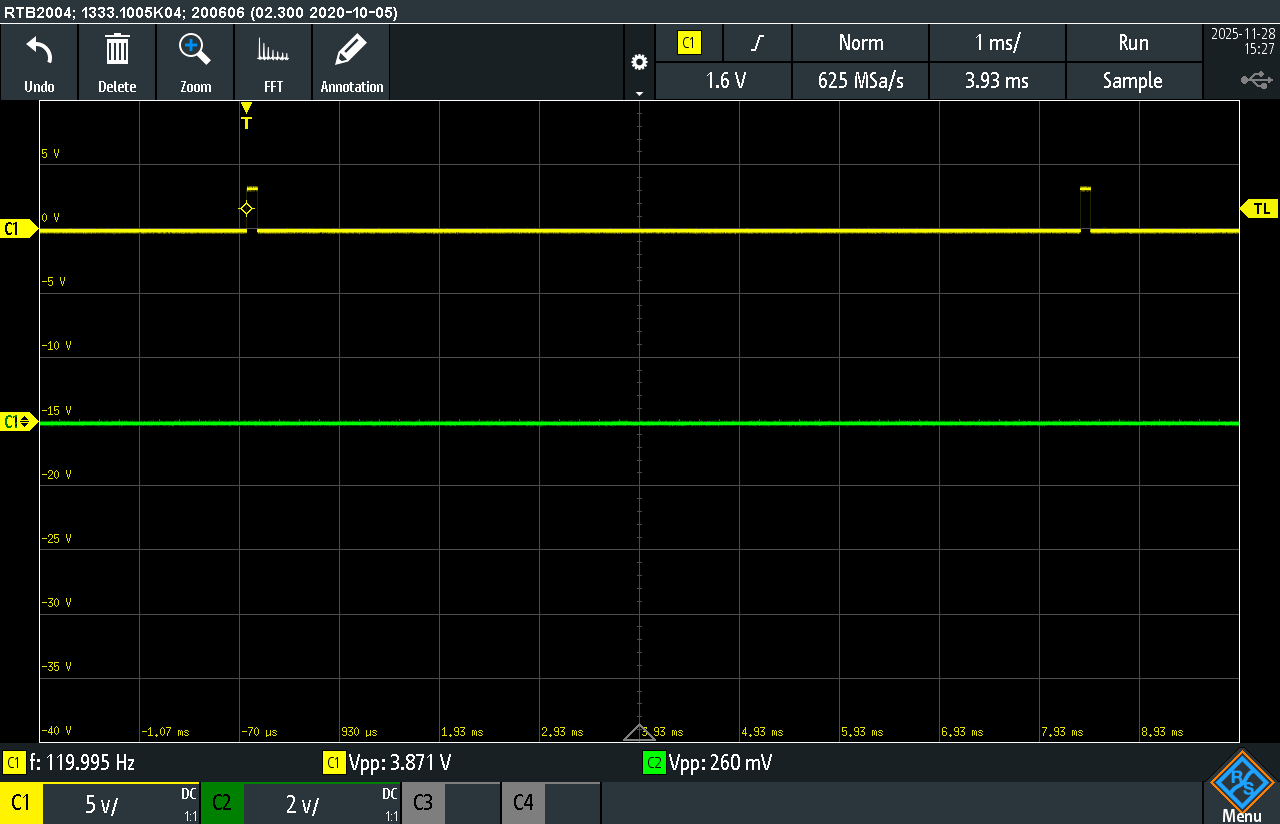 RTB2004; 1333.1005K04; 200606 (02.300 2020-10-05)
Undo Delete Zoom FFT Annotation
C1 Norm 1 ms/ Run
1.6 V 625 MSa/s 3.93 ms Sample
2025-11-28
15:27
T
5 V
0 V
C1
TL
-5 V
-10 V
-15 V
C1
-20 V
-25 V
-30 V
-35 V
-40 V
-1.07 ms -70 µs 930 µs 1.93 ms 2.93 ms 3.93 ms 4.93 ms 5.93 ms 6.93 ms 7.93 ms 8.93 ms
C1 f: 119.995 Hz C1 Vpp: 3.871 V C2 Vpp: 260 mV
C1 5 V/ DC 1:1 C2 2 V/ DC 1:1 C3 C4
R&S
Menu